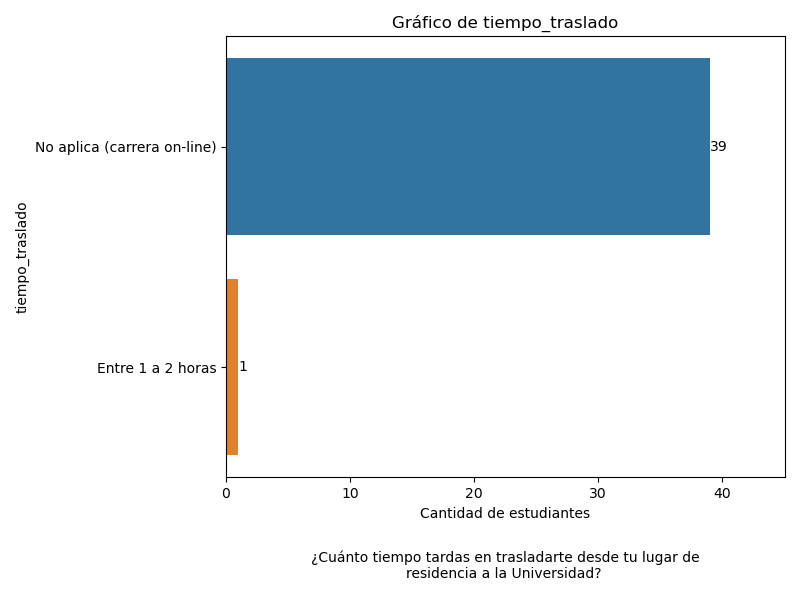 Gráfico de tiempo_traslado
tiempo_traslado
No aplica (carrera on-line)
39
Entre 1 a 2 horas
1
0
10
20
30
40
Cantidad de estudiantes
¿Cuánto tiempo tardas en trasladarte desde tu lugar de
residencia a la Universidad?